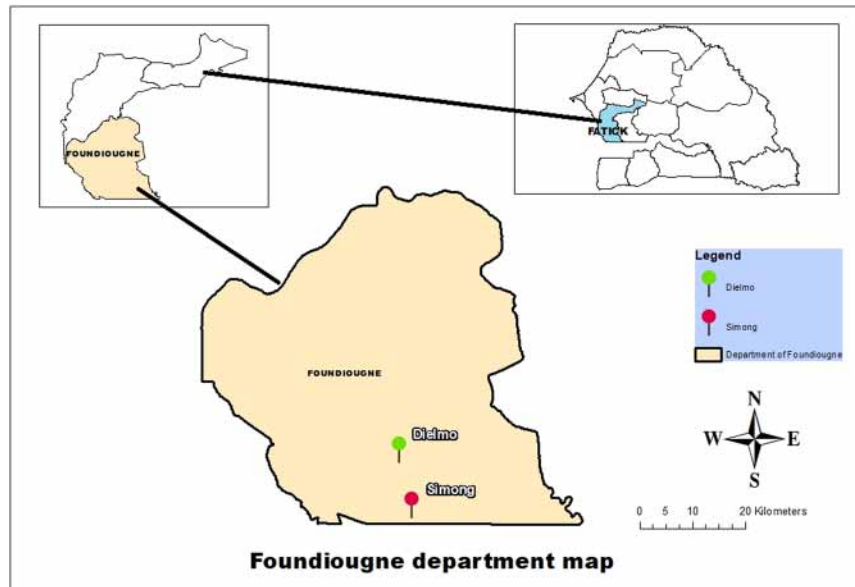 FOUNDIOUGNE
FATICK
Legend
Dielmo
Simong
Department of Foundiougne
FOUNDIOUGNE
Dielmo
Simong
N
W E
S
0 5 10 20 Kilometers
Foundiougne department map